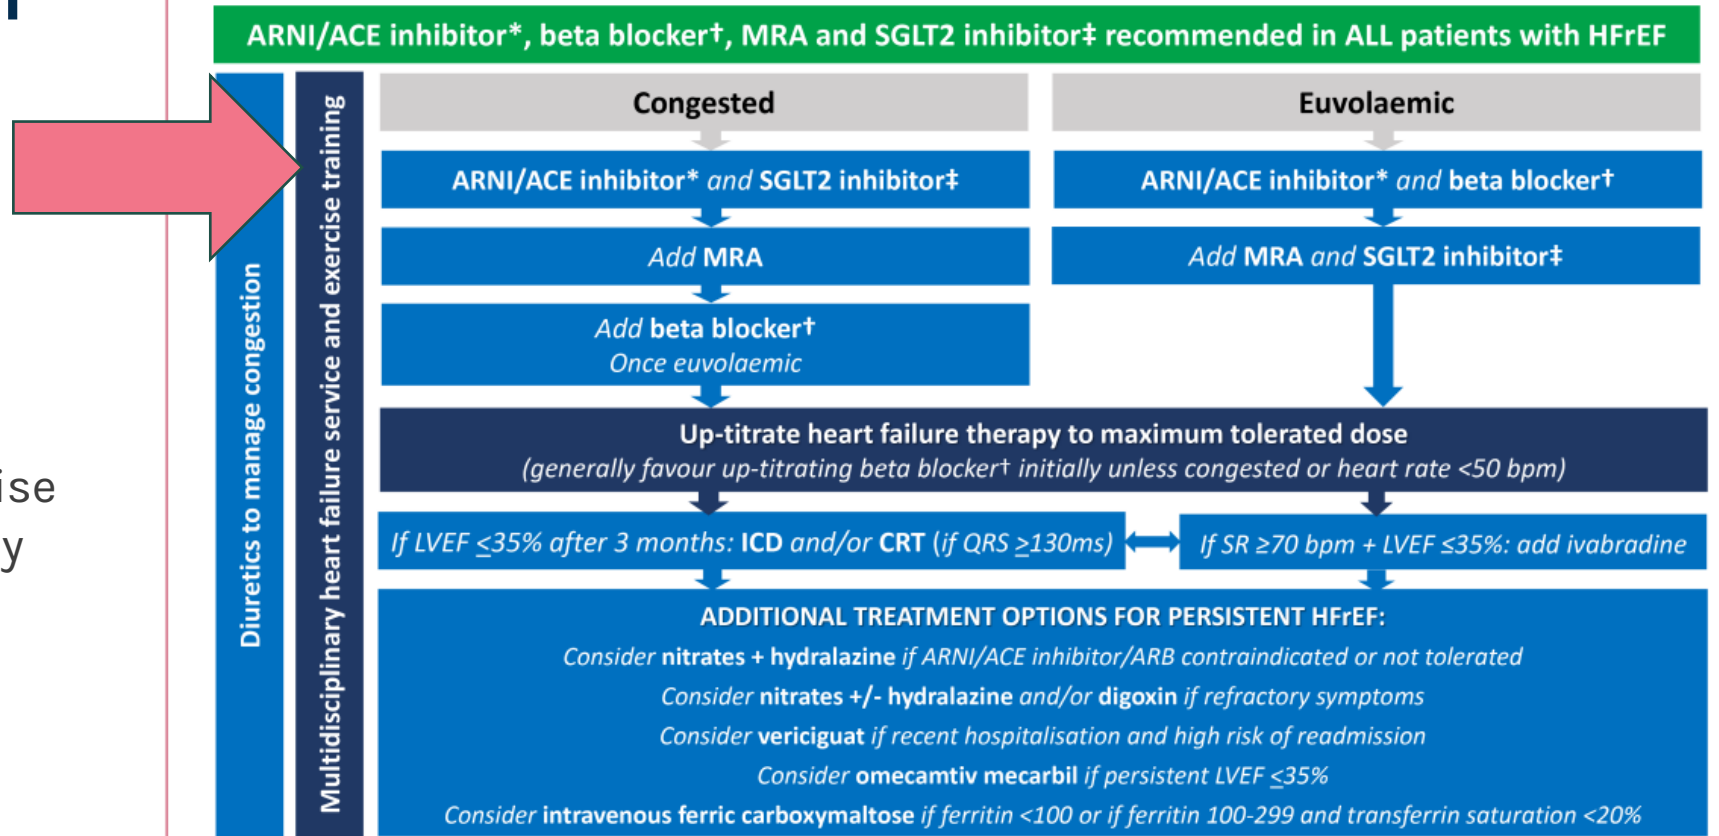 ARNI/ACE inhibitor*, beta blocker†, MRA and SGLT2 inhibitor‡ recommended in ALL patients with HFrEF
Diuretics to manage congestion
Multidisciplinary heart failure service and exercise training
Congested
ARNI/ACE inhibitor* and SGLT2 inhibitor‡
Add MRA
Add beta blocker†
Once euvolaemic
Euvolaemic
ARNI/ACE inhibitor* and beta blocker†
Add MRA and SGLT2 inhibitor‡
Up-titrate heart failure therapy to maximum tolerated dose
(generally favour up-titrating beta blocker† initially unless congested or heart rate <50 bpm)
If LVEF ≤35% after 3 months: ICD and/or CRT (if QRS ≥130ms)
If SR ≥70 bpm + LVEF ≤35%: add ivabradine
ADDITIONAL TREATMENT OPTIONS FOR PERSISTENT HFrEF:
Consider nitrates + hydralazine if ARNI/ACE inhibitor/ARB contraindicated or not tolerated
Consider nitrates +/- hydralazine and/or digoxin if refractory symptoms
Consider vericiguat if recent hospitalisation and high risk of readmission
Consider omecamtiv mecarbil if persistent LVEF ≤35%
Consider intravenous ferric carboxymaltose if ferritin <100 or if ferritin 100-299 and transferrin saturation <20%
ise
y